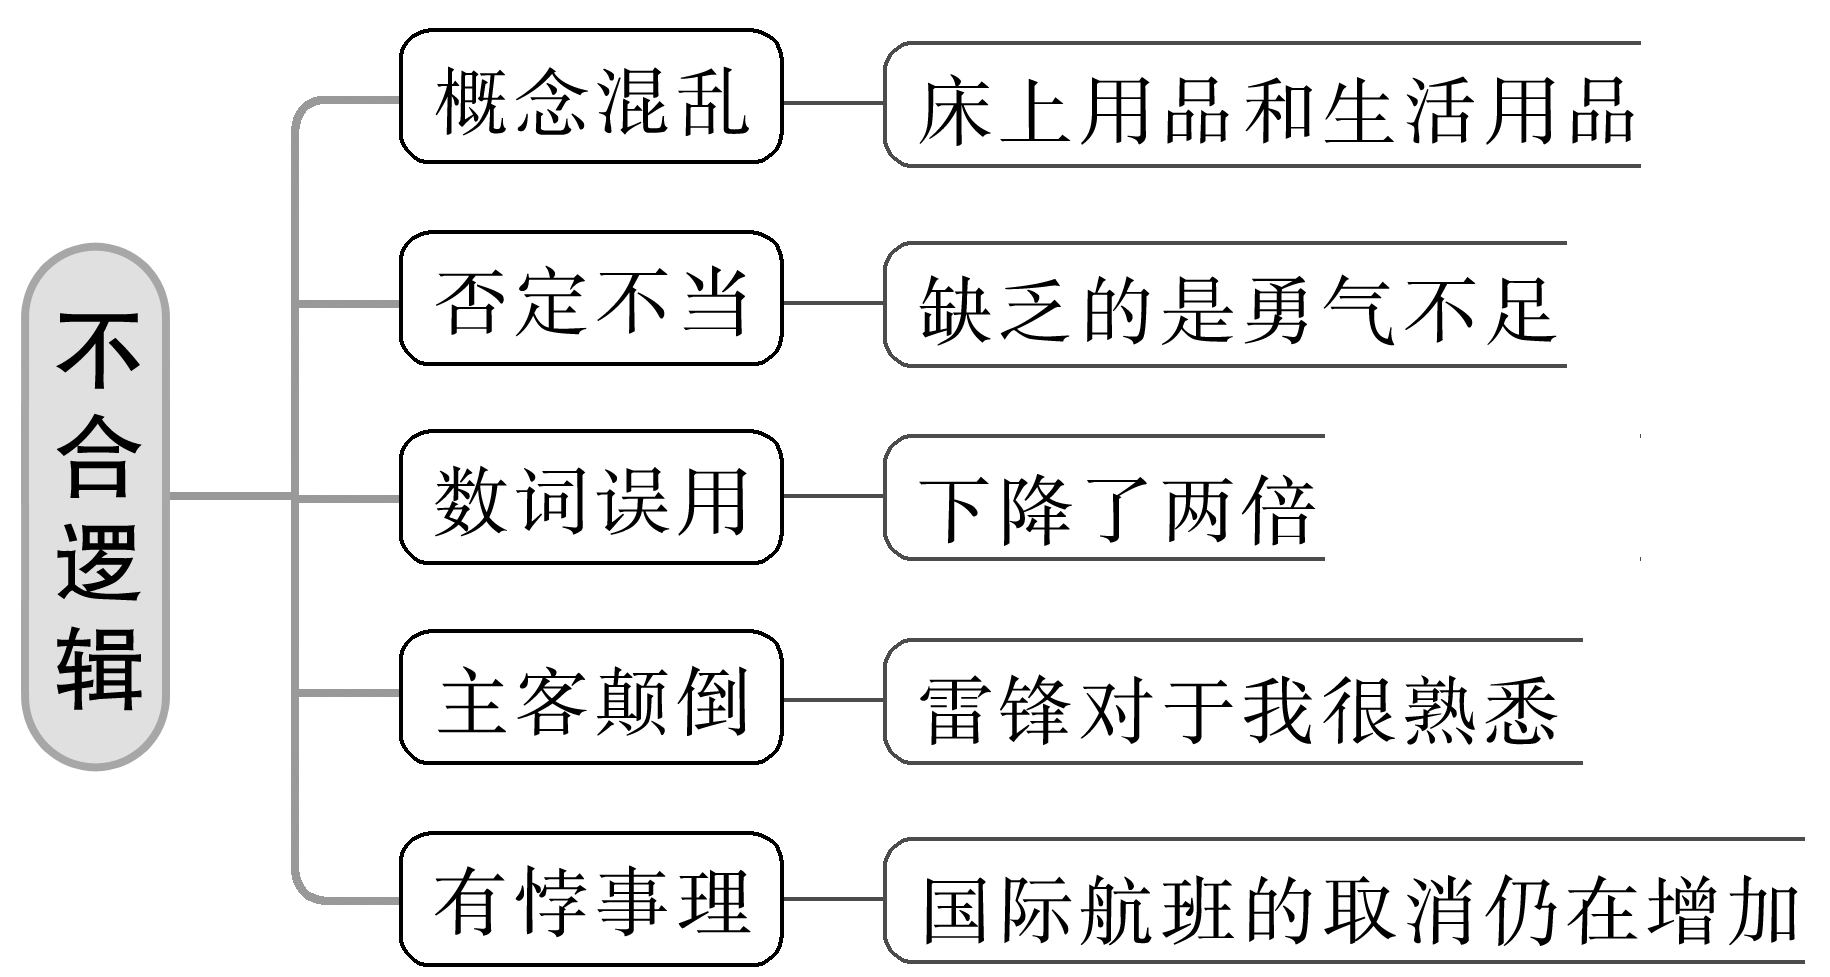 不合逻辑
概念混乱
床上用品和生活用品
否定不当
缺乏的是勇气不足
数词误用
下降了两倍
主客颠倒
雷锋对于我很熟悉
有悖事理
国际航班的取消仍在增加